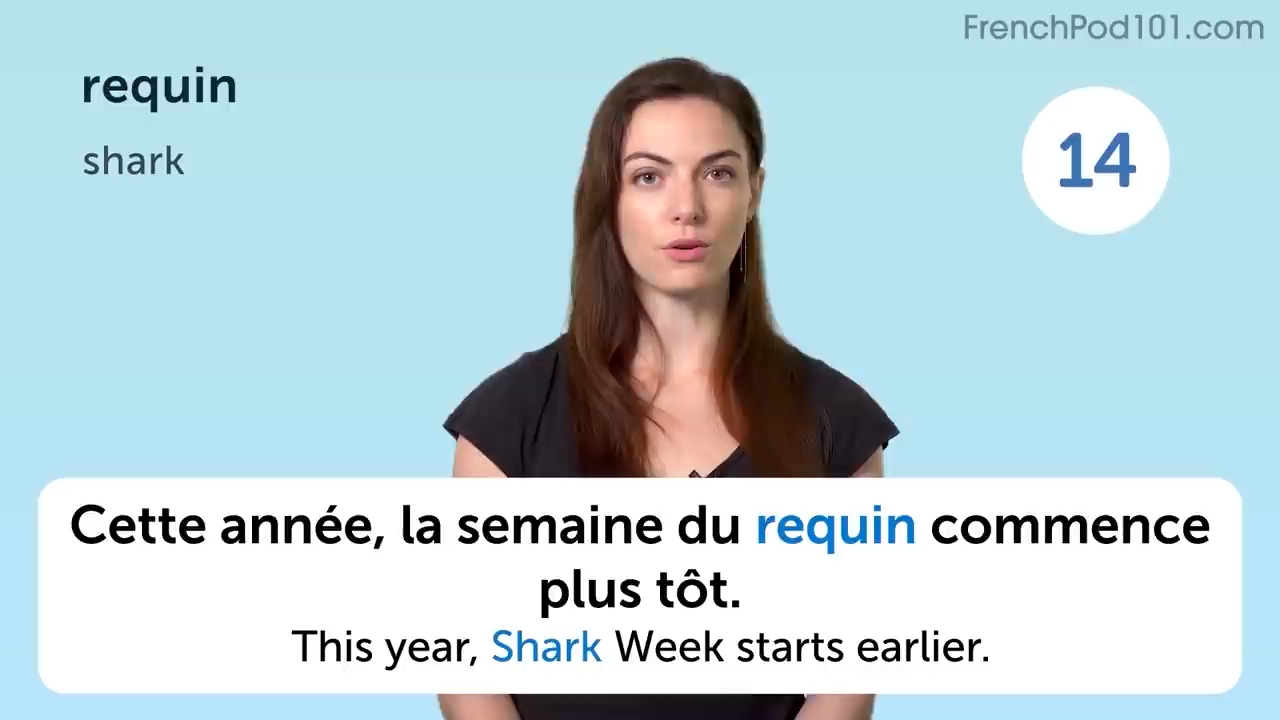 FrenchPod101.com
requin
shark
14
Cette année, la semaine du requin commence
plus tôt.
This year, Shark Week starts earlier.